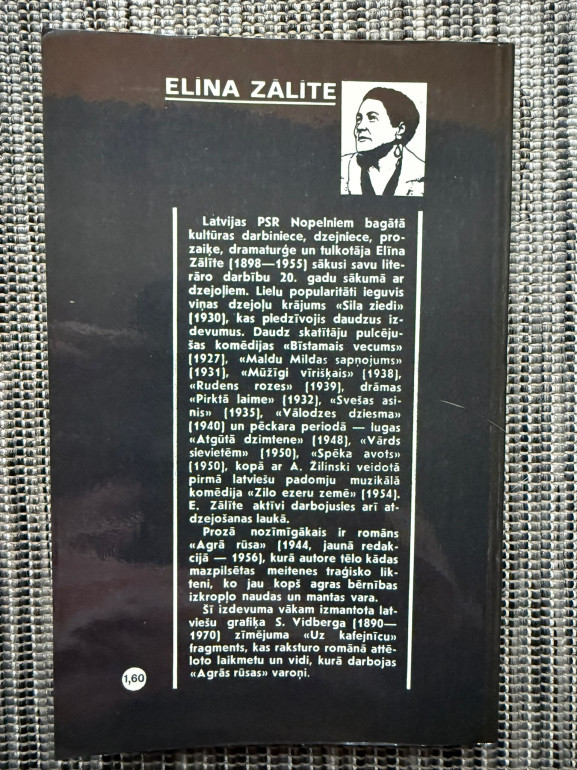 ELĪNA ZĀLĪTE
Latvijas PSR Nopelniem bagātā
kultūras darbiniece, dzejniece, pro-
zaiķe, dramaturģe un tulkotāja Elīna
Zālīte (1898—1955) sākusi savu lite-
rāro darbību 20. gadu sākumā ar
dzejoļiem. Lielu popularitāti ieguvis
viņas dzejoļu krājums «Sila ziedi»
(1930), kas piedzīvojis daudzus iz-
devumus. Daudz skatītāju pulcēju-
šas komēdijas «Bīstamais vecums»
(1927), «Maldu Mildas sapņojums»
(1931), «Mūžīgi vīrišķais» (1938),
«Rudens rozes» (1939), drāmas
«Pirktā laime» (1932), «Svešas asi-
nis» (1935), «Vālodzes dziesma»
(1940) un pēckara periodā — lugas
«Atgūtā dzimtene» (1948), «Vārds
sievietēm» (1950), «Spēka avots»
(1950), kopā ar A. Žilinski veidotā
pirmā latviešu padomju muzikālā
komēdija «Zilo ezeru zemē» (1954).
E. Zālīte aktīvi darbojusies arī at-
dzejošanas laukā.
Prozā nozīmīgākais ir romāns
«Agrā rūsa» (1944, jaunā redak-
cijā — 1956), kurā autore tēlo kādas
mazpilsētas meitenes traģisko lik-
teni, ko jau kopš agras bērnības
izkropļo naudas un mantas vara.
Šī izdevuma vākam izmantota lat-
viešu grafiķa S. Vidberga (1890—
1970) zīmējuma «Uz kafejnīcu»
fragments, kas raksturo romānā attē-
loto laikmetu un vidi, kurā darbojas
«Agrās rūsas» varoņi.
1,60